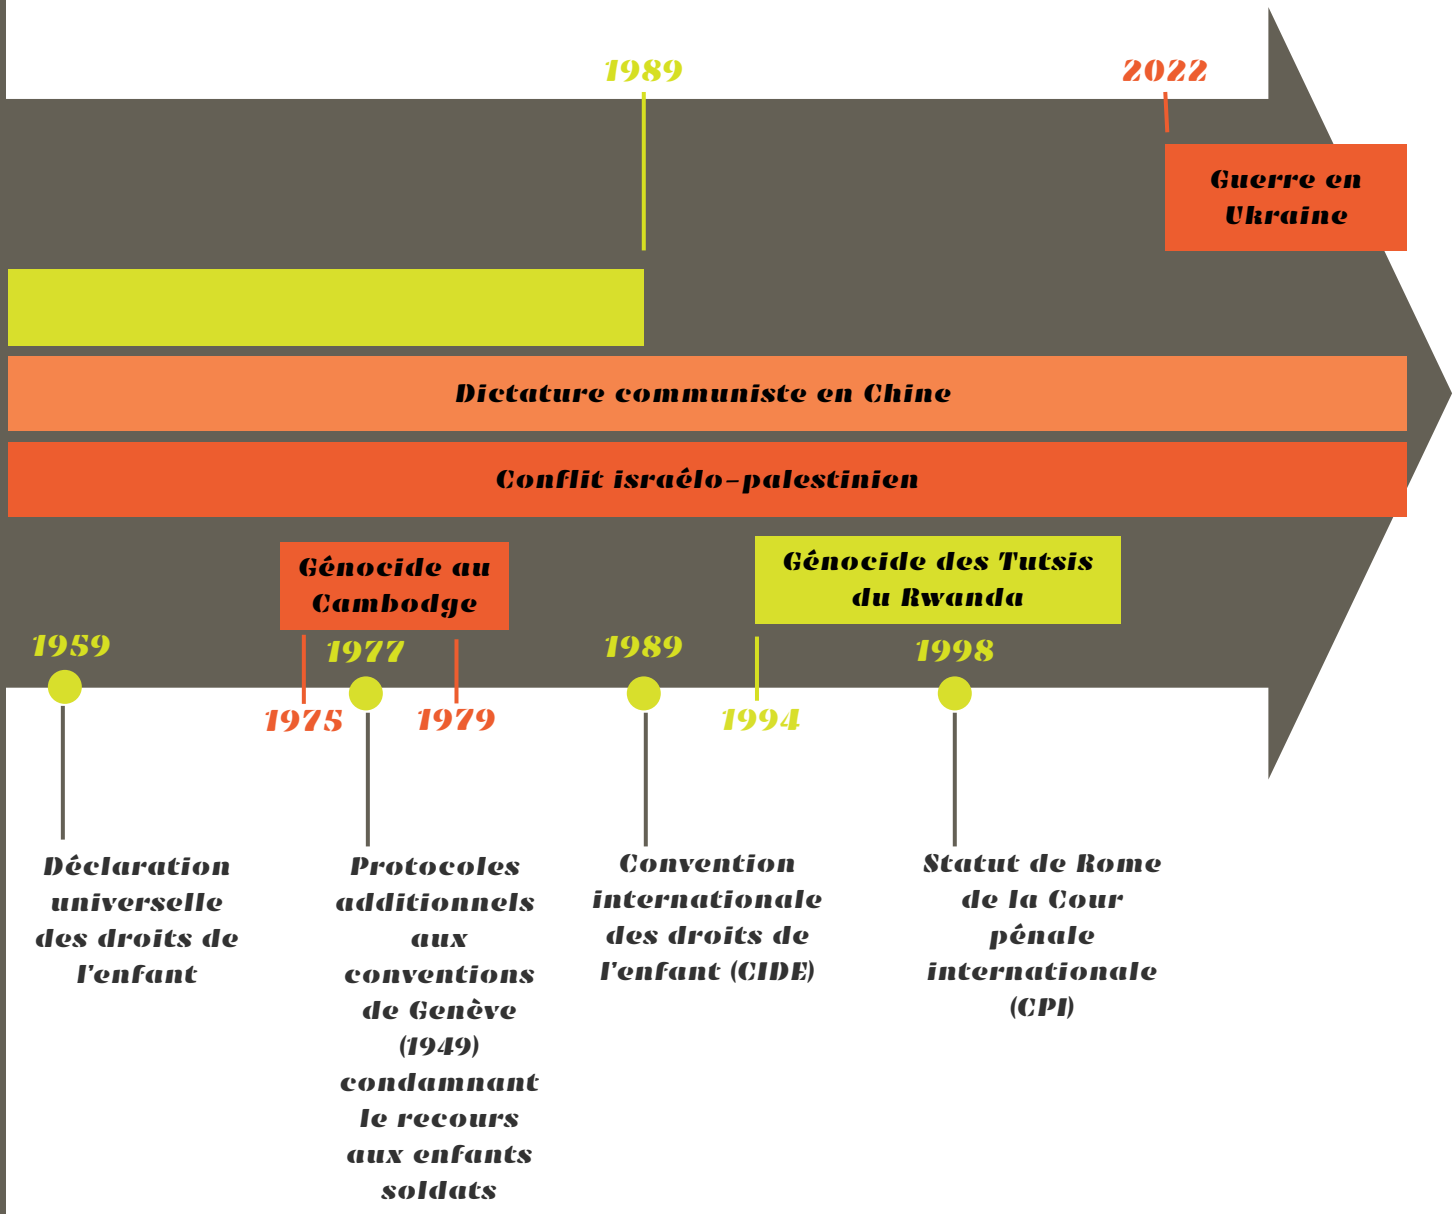 1989
2022
Guerre en
Ukraine
Dictature communiste en Chine
Conflit israélo-palestinien
Génocide au
Cambodge
Génocide des Tutsis
du Rwanda
1959
1977
1989
1998
1975
1979
1994
Déclaration
universelle
des droits de
l'enfant
Protocoles
additionnels
aux
conventions
de Genève
(1949)
condamnant
le recours
aux enfants
soldats
Convention
internationale
des droits de
l'enfant (CIDE)
Statut de Rome
de la Cour
pénale
internationale
(CPI)